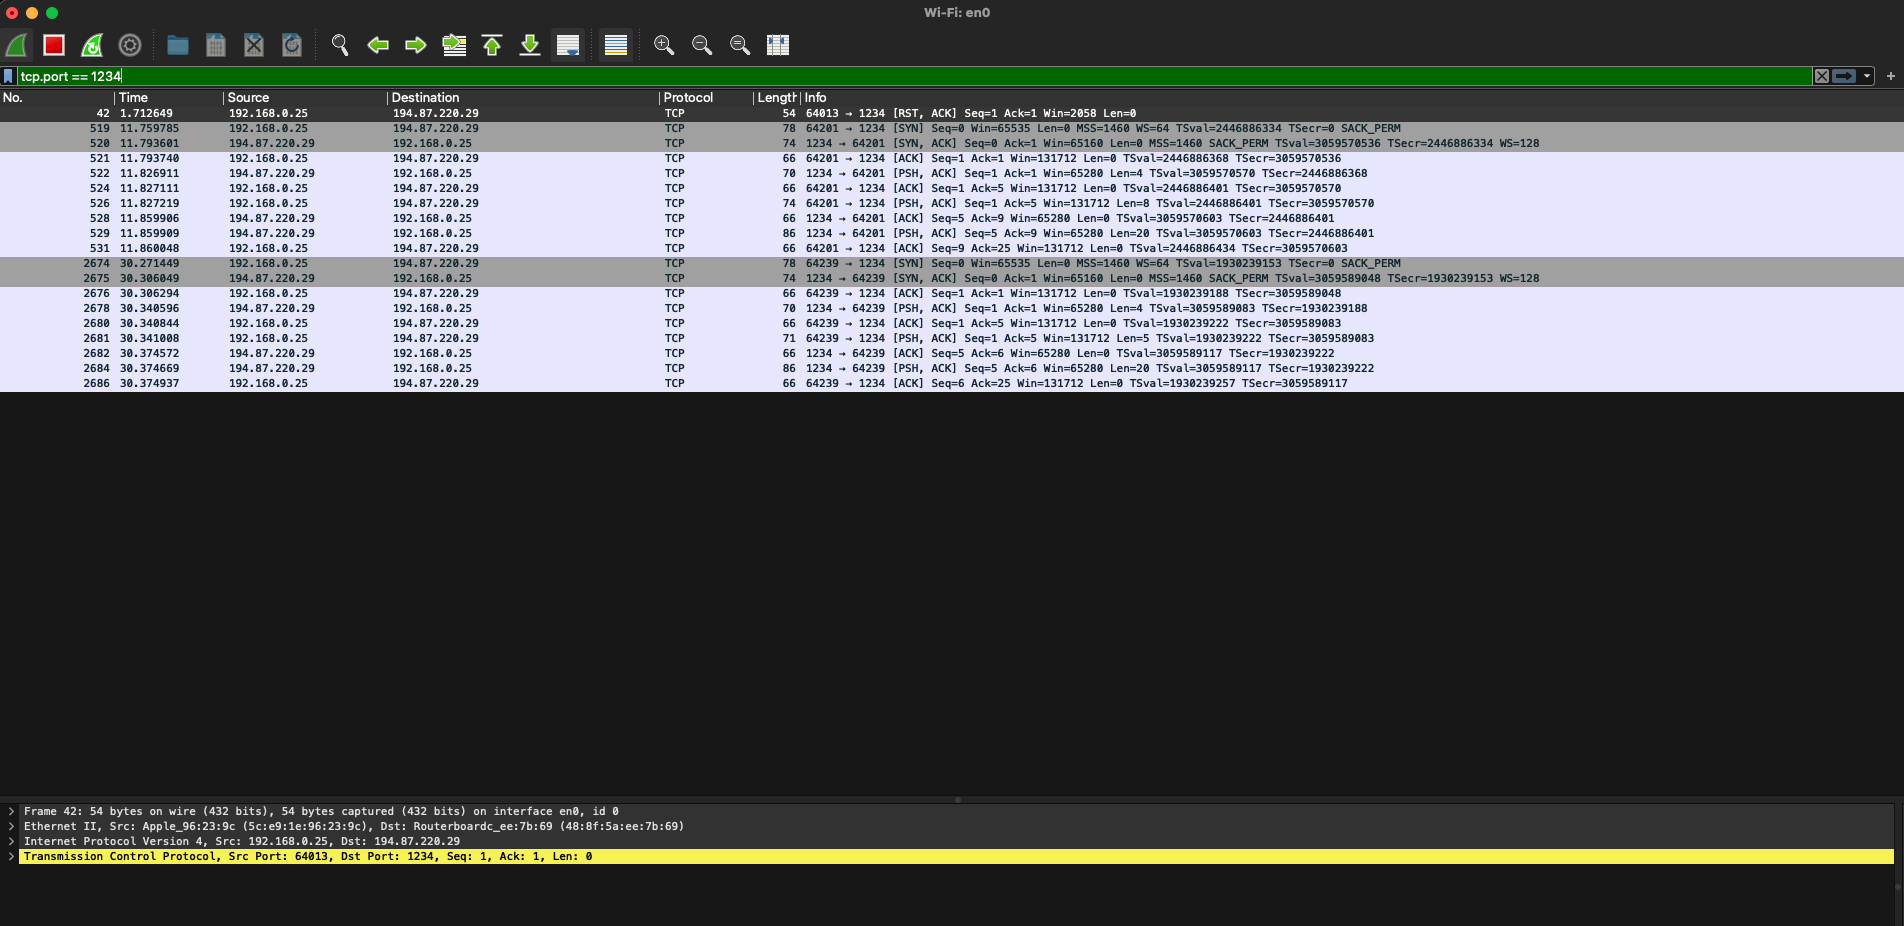 Wi-Fi: en0
tcp.port == 1234
No. Time Source Destination Protocol Length Info
42 1.712649 192.168.0.25 194.87.220.29 TCP 54 64013 → 1234 [RST, ACK] Seq=1 Ack=1 Win=2058 Len=0
519 11.759785 192.168.0.25 194.87.220.29 TCP 78 64201 → 1234 [SYN] Seq=0 Win=65535 Len=0 MSS=1460 WS=64 TSval=2446886334 TSecr=0 SACK_PERM
520 11.793601 194.87.220.29 192.168.0.25 TCP 74 1234 → 64201 [SYN, ACK] Seq=0 Ack=1 Win=65160 Len=0 MSS=1460 SACK_PERM TSval=3059570536 TSecr=2446886334 WS=128
521 11.793740 192.168.0.25 194.87.220.29 TCP 66 64201 → 1234 [ACK] Seq=1 Ack=1 Win=131712 Len=0 TSval=2446886368 TSecr=3059570536
522 11.826911 194.87.220.29 192.168.0.25 TCP 70 1234 → 64201 [PSH, ACK] Seq=1 Ack=1 Win=65280 Len=4 TSval=3059570570 TSecr=2446886368
524 11.827111 192.168.0.25 194.87.220.29 TCP 66 64201 → 1234 [ACK] Seq=1 Ack=5 Win=131712 Len=0 TSval=2446886401 TSecr=3059570570
526 11.827219 192.168.0.25 194.87.220.29 TCP 74 64201 → 1234 [PSH, ACK] Seq=1 Ack=5 Win=131712 Len=8 TSval=2446886401 TSecr=3059570570
528 11.859906 194.87.220.29 192.168.0.25 TCP 66 1234 → 64201 [ACK] Seq=5 Ack=9 Win=65280 Len=0 TSval=3059570603 TSecr=2446886401
529 11.859909 194.87.220.29 192.168.0.25 TCP 86 1234 → 64201 [PSH, ACK] Seq=5 Ack=9 Win=65280 Len=20 TSval=3059570603 TSecr=2446886401
531 11.860048 192.168.0.25 194.87.220.29 TCP 66 64201 → 1234 [ACK] Seq=9 Ack=25 Win=131712 Len=0 TSval=2446886434 TSecr=3059570603
2674 30.271449 192.168.0.25 194.87.220.29 TCP 78 64239 → 1234 [SYN] Seq=0 Win=65535 Len=0 MSS=1460 WS=64 TSval=1930239153 TSecr=0 SACK_PERM
2675 30.306049 194.87.220.29 192.168.0.25 TCP 74 1234 → 64239 [SYN, ACK] Seq=0 Ack=1 Win=65160 Len=0 MSS=1460 SACK_PERM TSval=3059589048 TSecr=1930239153 WS=128
2676 30.306294 192.168.0.25 194.87.220.29 TCP 66 64239 → 1234 [ACK] Seq=1 Ack=1 Win=131712 Len=0 TSval=1930239188 TSecr=3059589048
2678 30.340596 194.87.220.29 192.168.0.25 TCP 70 1234 → 64239 [PSH, ACK] Seq=1 Ack=1 Win=65280 Len=4 TSval=3059589083 TSecr=1930239188
2680 30.340844 192.168.0.25 194.87.220.29 TCP 66 64239 → 1234 [ACK] Seq=1 Ack=5 Win=131712 Len=0 TSval=1930239222 TSecr=3059589083
2681 30.341008 192.168.0.25 194.87.220.29 TCP 71 64239 → 1234 [PSH, ACK] Seq=1 Ack=5 Win=131712 Len=5 TSval=1930239222 TSecr=3059589083
2682 30.374572 194.87.220.29 192.168.0.25 TCP 66 1234 → 64239 [ACK] Seq=5 Ack=6 Win=65280 Len=0 TSval=3059589117 TSecr=1930239222
2684 30.374669 194.87.220.29 192.168.0.25 TCP 86 1234 → 64239 [PSH, ACK] Seq=5 Ack=6 Win=65280 Len=20 TSval=3059589117 TSecr=1930239222
2686 30.374937 192.168.0.25 194.87.220.29 TCP 66 64239 → 1234 [ACK] Seq=6 Ack=25 Win=131712 Len=0 TSval=1930239257 TSecr=3059589117
Frame 42: 54 bytes on wire (432 bits), 54 bytes captured (432 bits) on interface en0, id 0
Ethernet II, Src: Apple_96:23:9c (5c:e9:1e:96:23:9c), Dst: Routerboardc_ee:7b:69 (48:8f:5a:ee:7b:69)
Internet Protocol Version 4, Src: 192.168.0.25, Dst: 194.87.220.29
Transmission Control Protocol, Src Port: 64013, Dst Port: 1234, Seq: 1, Ack: 1, Len: 0